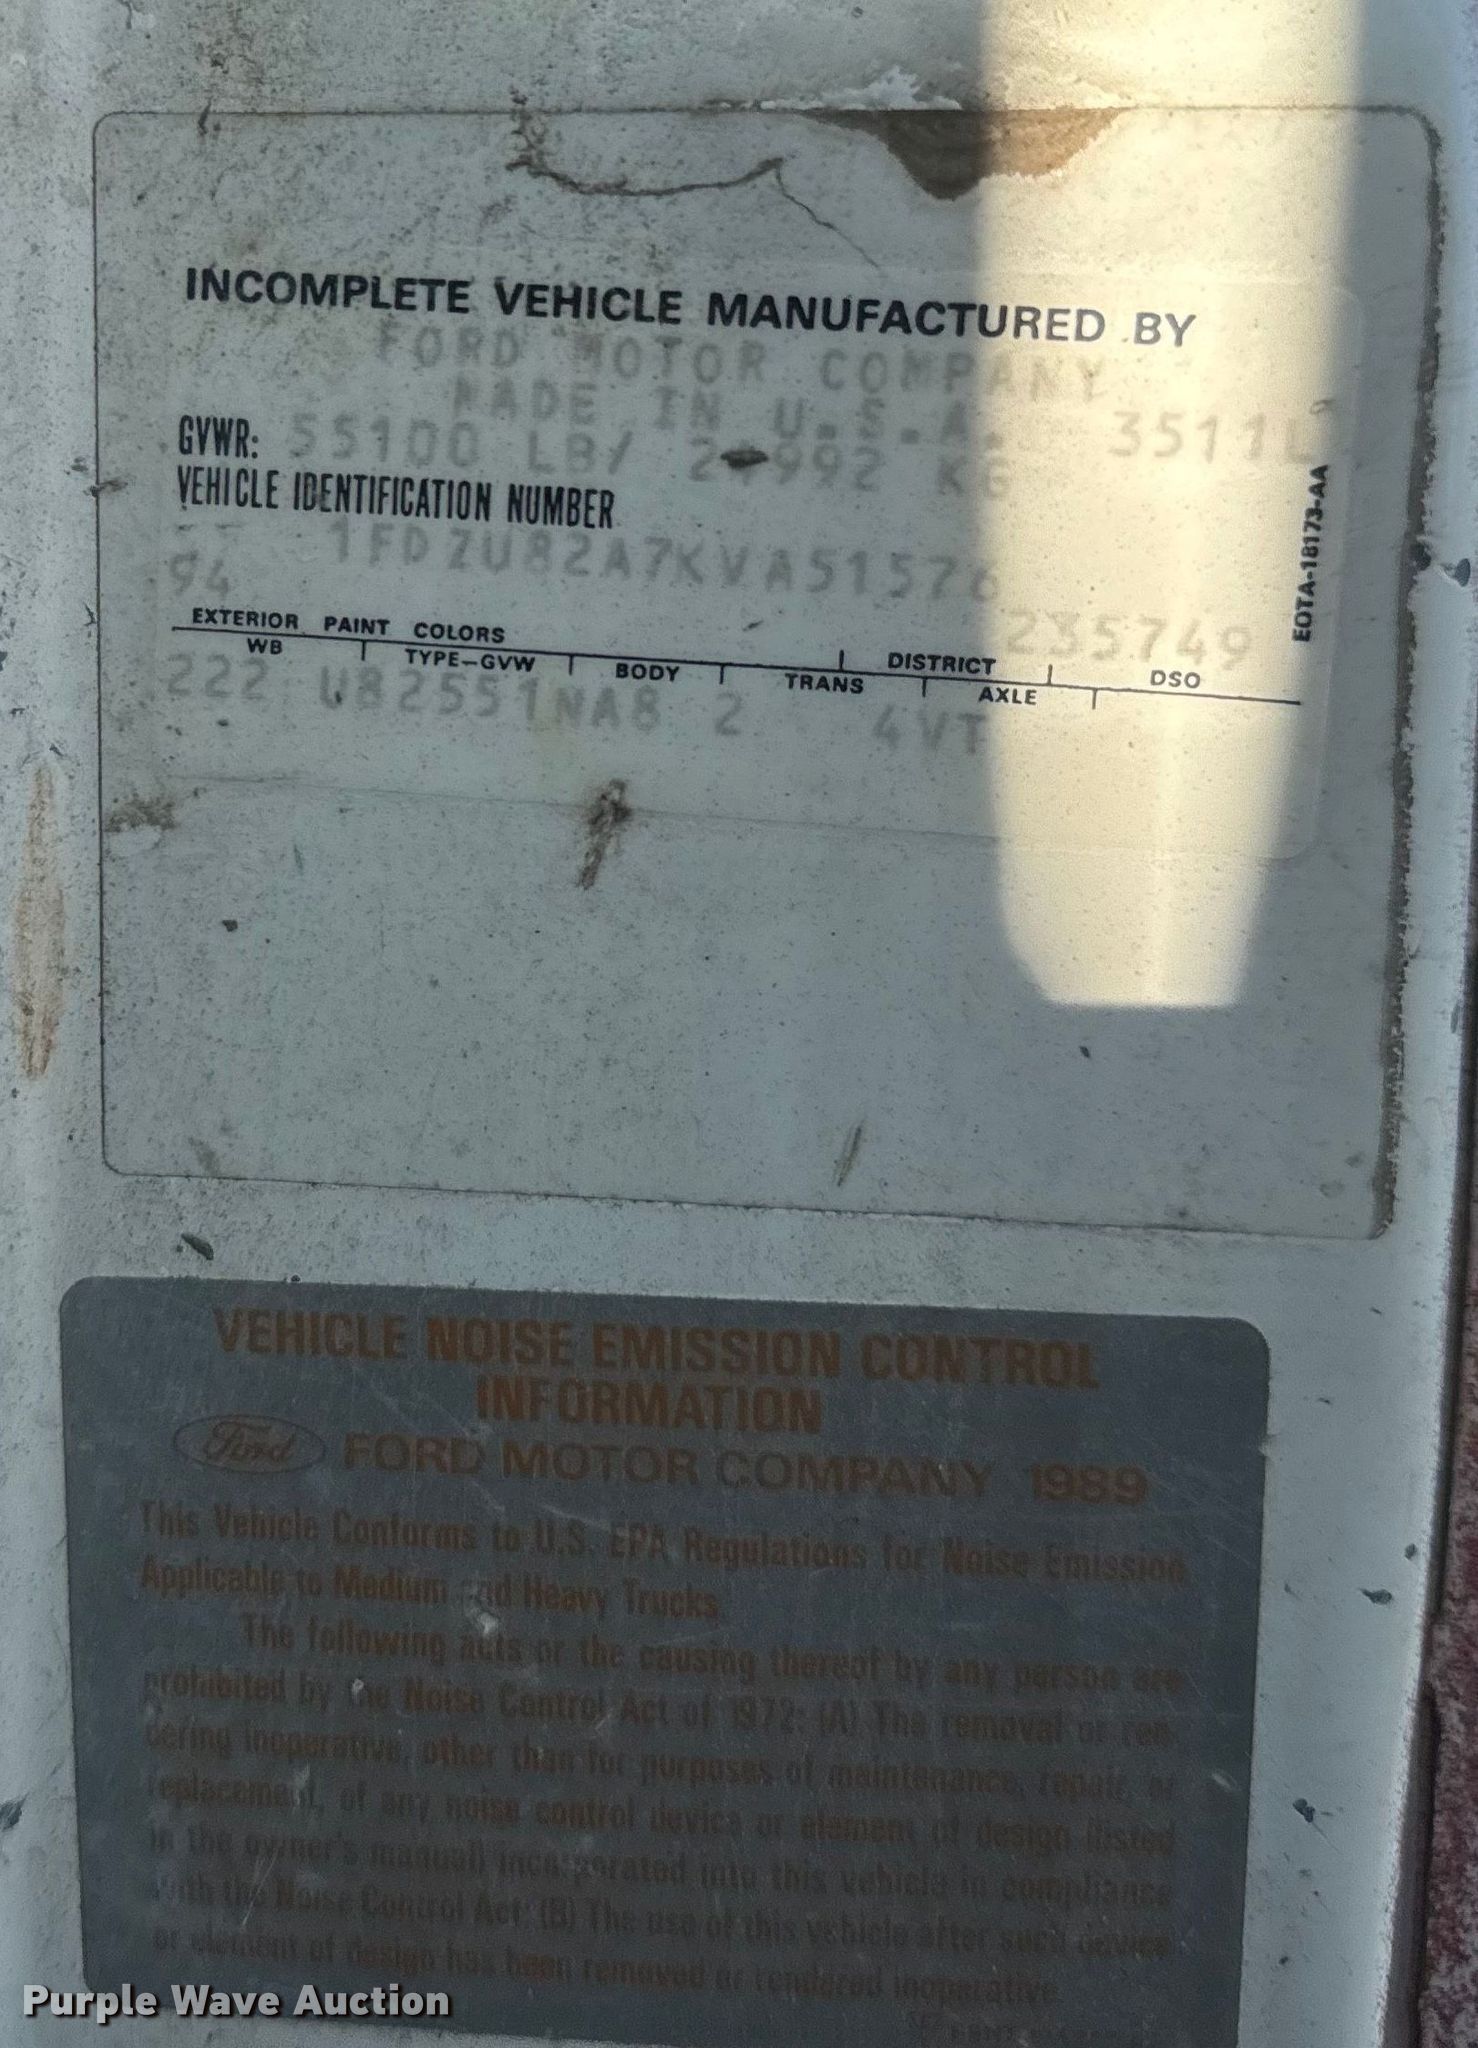 INCOMPLETE VEHICLE MANUFACTURED BY
FORD MOTOR COMPANY
MADE IN U.S.A.
GVWR: 55100 LB/ KG 3511L
VEHICLE IDENTIFICATION NUMBER
1FDZU82A7KVA51576
94
235749
EOTA-18173-AA
EXTERIOR PAINT COLORS DISTRICT DSO
WB TYPE-GVW BODY TRANS AXLE
222 U82551NA8 2 4VT
VEHICLE NOISE EMISSION CONTROL
INFORMATION
Ford FORD MOTOR COMPANY 1989
This Vehicle Conforms to U.S. EPA Regulations for Noise Emission
Applicable to Medium and Heavy Trucks.
The following acts or the causing thereof by any person are
prohibited by the Noise Control Act of 1972: (A) The removal or ren-
dering inoperative, other than for purposes of maintenance, repair, or
replacement, of any noise control device or element of design (listed
in the owner's manual) incorporated into this vehicle in compliance
with the Noise Control Act; (B) The use of this vehicle after such device
or element of design has been removed or rendered inoperative.
Purple Wave Auction